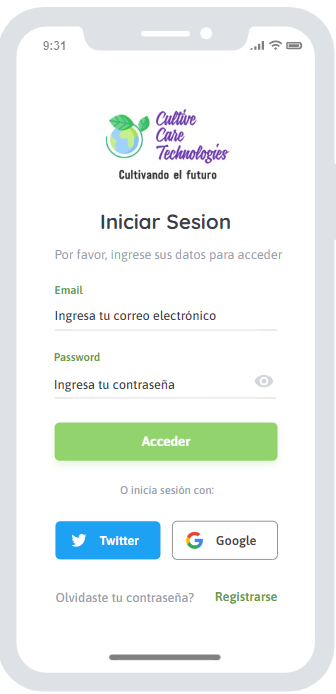 9:31
Cultive
Care
Technologies
Cultivando el futuro
Iniciar Sesion
Por favor, ingrese sus datos para acceder
Email
Ingresa tu correo electrónico
Password
Ingresa tu contraseña
Acceder
O inicia sesión con:
Twitter
Google
Olvidaste tu contraseña?
Registrarse